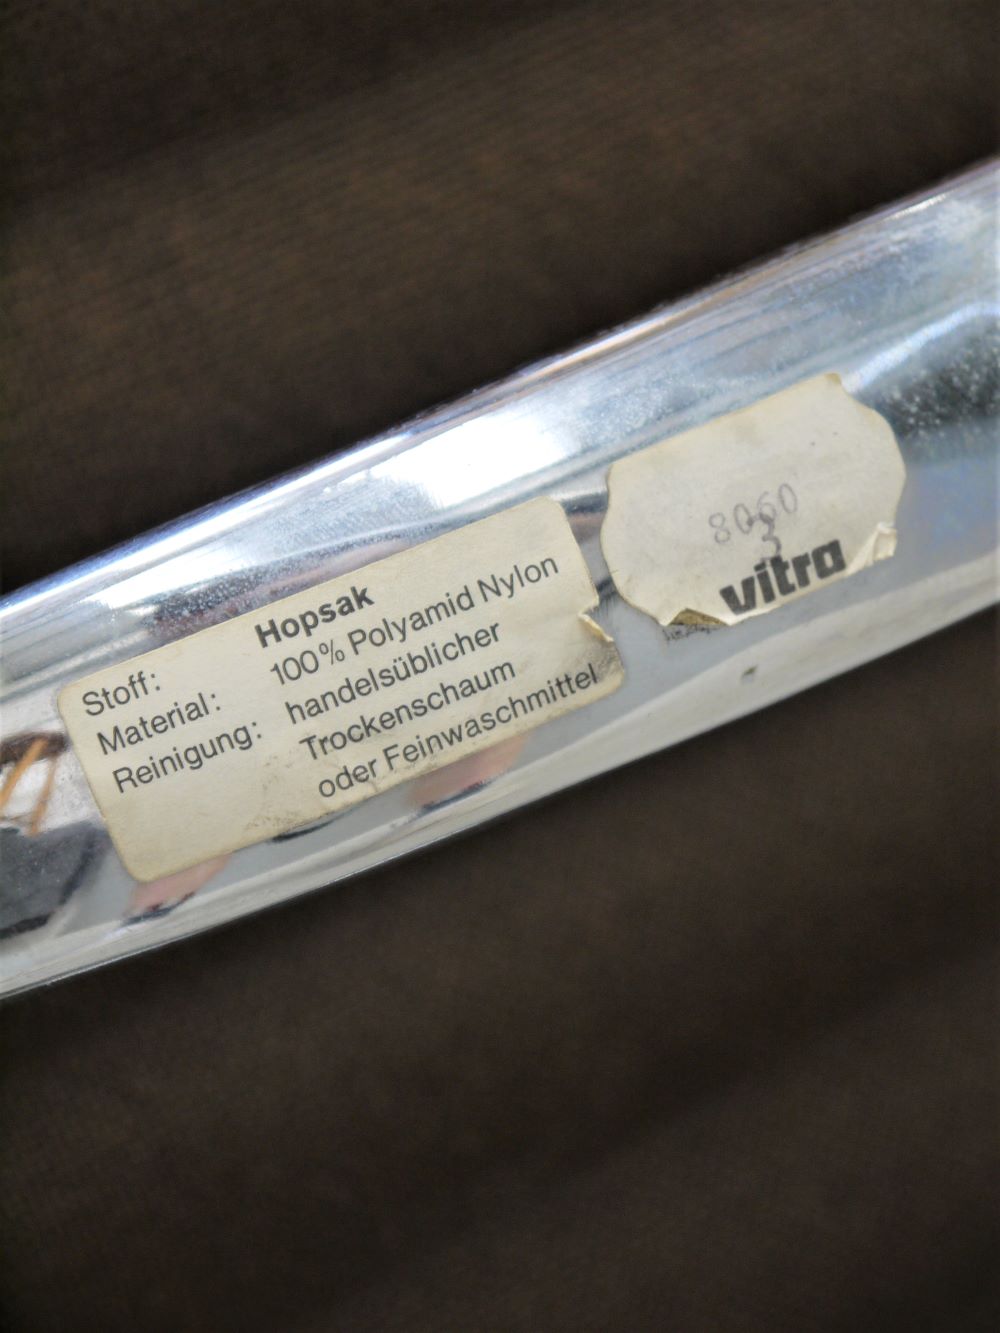 Stoff: Hopsak
Material: 100% Polyamid Nylon
Reinigung: handelsüblicher
Trockenschaum
oder Feinwaschmittel
8060
3
vitra